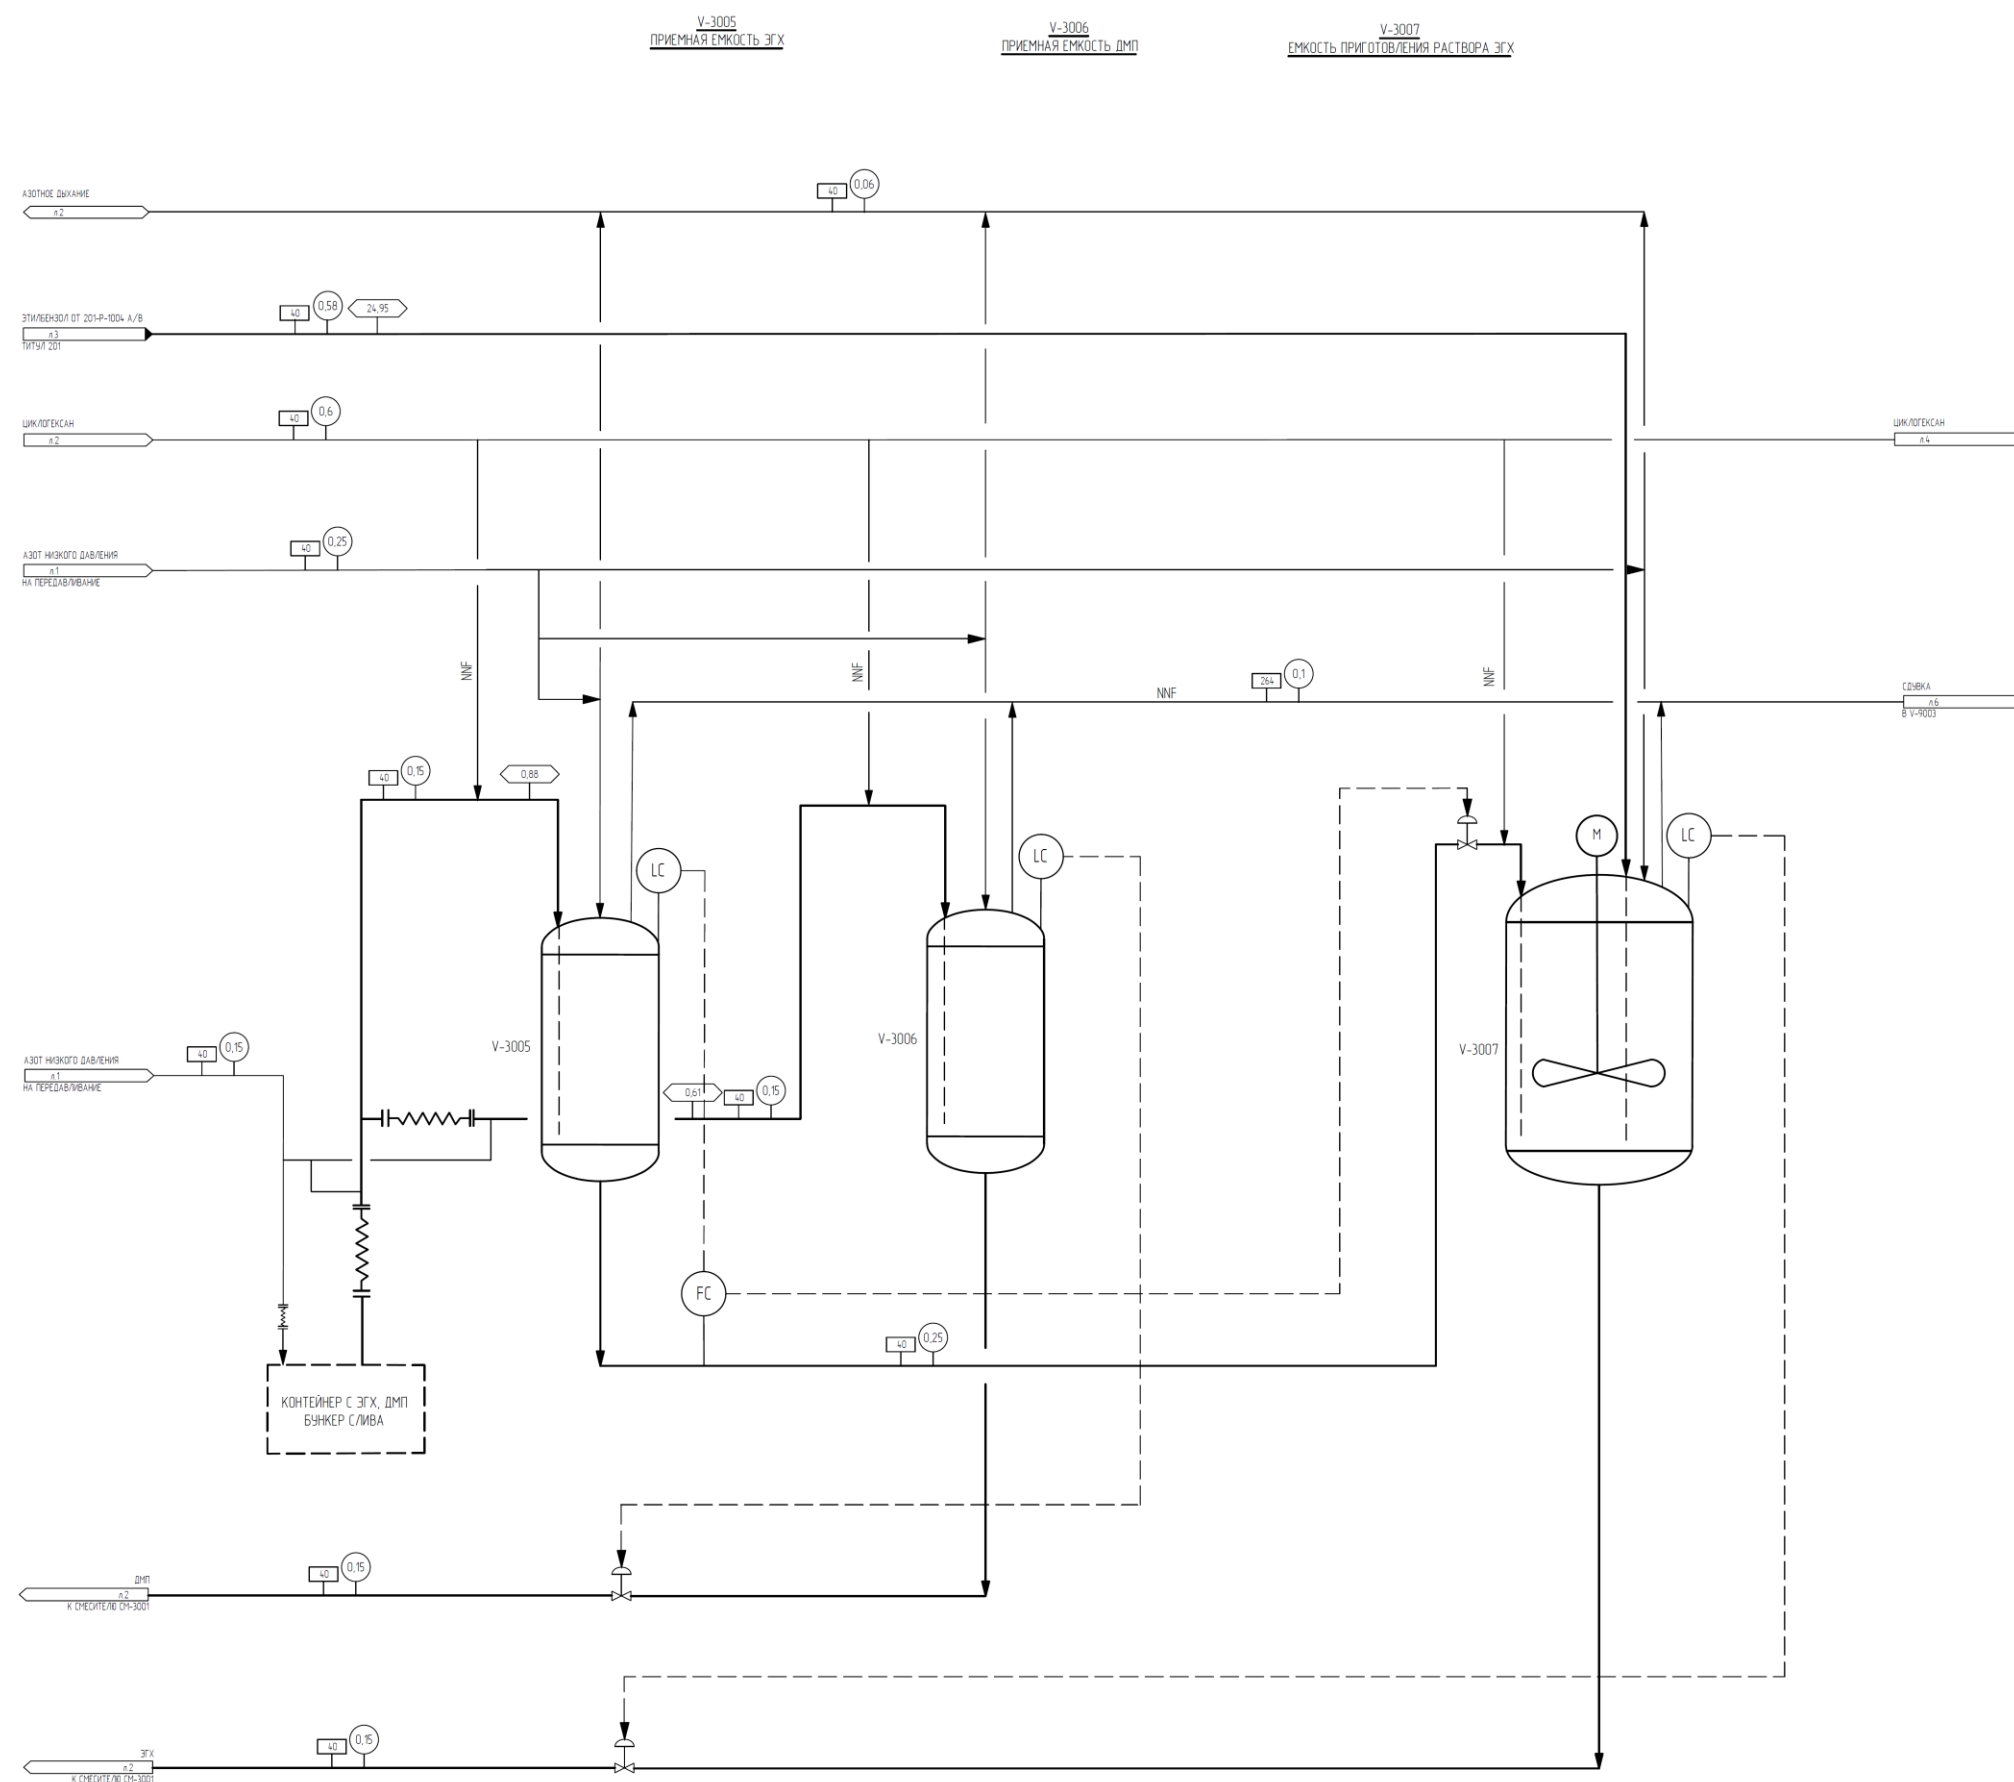 V-3005
ПРИЕМНАЯ ЕМКОСТЬ ЭГХ
V-3006
ПРИЕМНАЯ ЕМКОСТЬ ДМП
V-3007
ЕМКОСТЬ ПРИГОТОВЛЕНИЯ РАСТВОРА ЭГХ
АЗОТНОЕ ДЫХАНИЕ
л.2
40
0,06
ЭТИЛБЕНЗОЛ ОТ 201-Р-1004 А/В
л.3
ТИТУЛ 201
40
0,58
24,95
ЦИКЛОГЕКСАН
л.2
40
0,6
ЦИКЛОГЕКСАН
л.4
АЗОТ НИЗКОГО ДАВЛЕНИЯ
л.1
НА ПЕРЕДАВЛИВАНИЕ
40
0,25
NNF
NNF
NNF
NNF
264
0,1
СДУВКА
л.6
В V-9003
40
0,15
0,88
LC
LC
M
LC
V-3005
V-3006
V-3007
АЗОТ НИЗКОГО ДАВЛЕНИЯ
л.1
НА ПЕРЕДАВЛИВАНИЕ
40
0,15
0,61
40
0,15
FC
40
0,25
КОНТЕЙНЕР С ЭГХ, ДМП
БУНКЕР СЛИВА
ДМП
л.2
К СМЕСИТЕЛЮ СМ-3001
40
0,15
ЭГХ
л.2
К СМЕСИТЕЛЮ СМ-3001
40
0,15